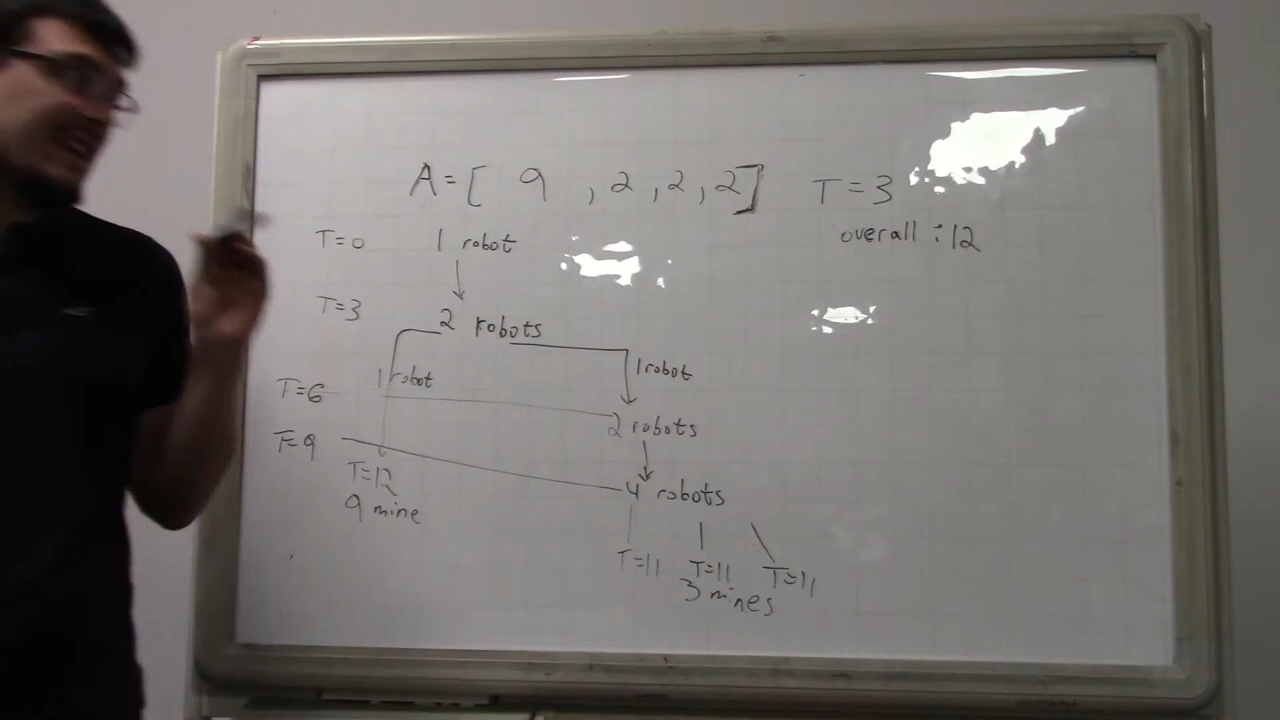 A=[ 9 , 2 , 2 , 2 ] T=3
overall : 12
T=0 1 robot
T=3 2 robots
1 robot 1 robot
T=6 2 robots
T=9 4 robots
T=12
9 mine
T=11 T=11 T=11
3 mines